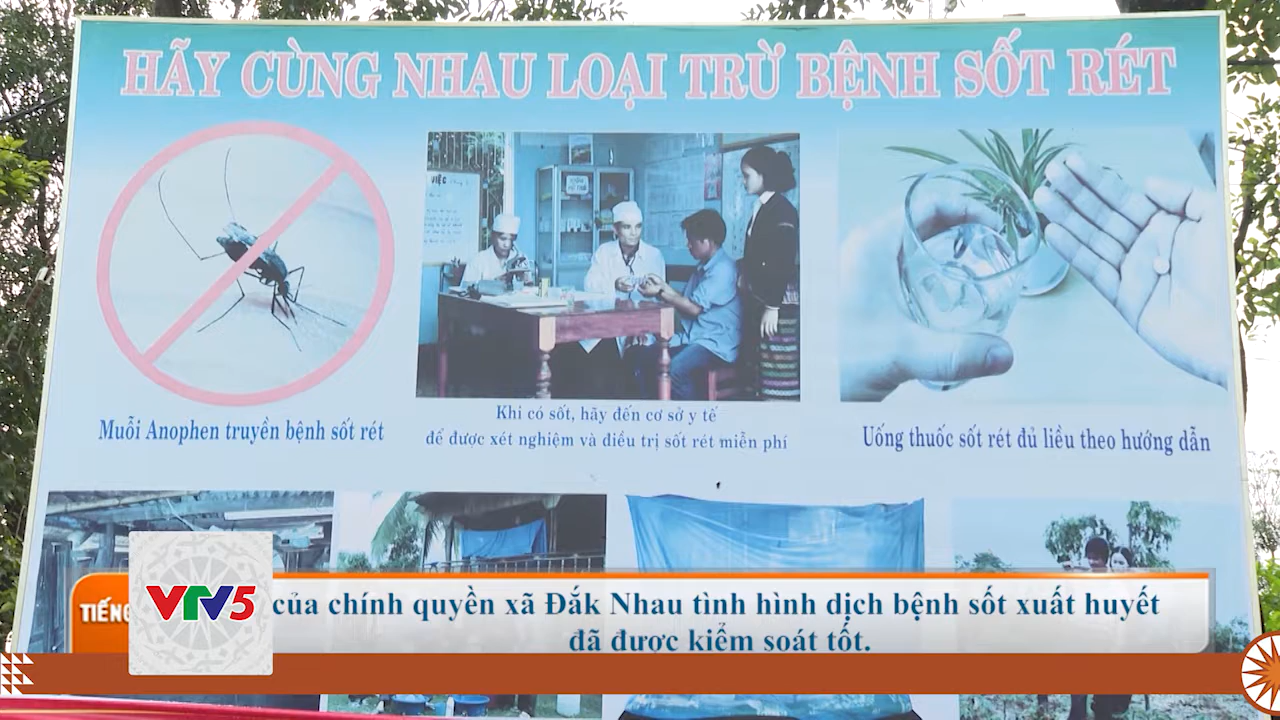 HÃY CÙNG NHAU LOẠI TRỪ BỆNH SỐT RÉT
VIỆC
Muỗi Anophen truyền bệnh sốt rét
Khi có sốt, hãy đến cơ sở y tế
để được xét nghiệm và điều trị sốt rét miễn phí
Uống thuốc sốt rét đủ liều theo hướng dẫn
TIẾNG
VTV5
của chính quyền xã Đắk Nhau tình hình dịch bệnh sốt xuất huyết
đã được kiểm soát tốt.